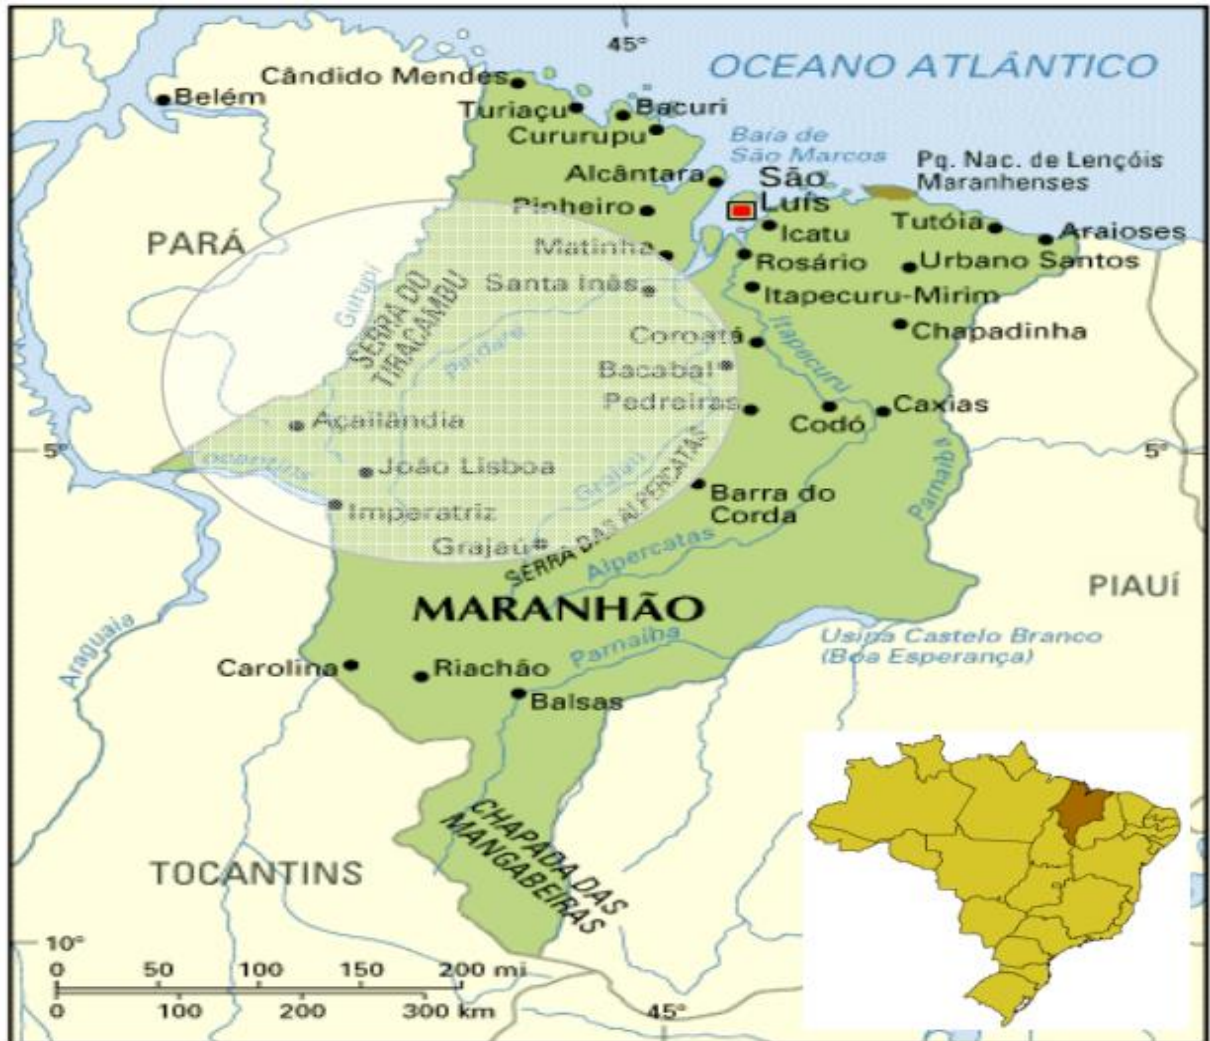 45°
OCEANO ATLÂNTICO
Cândido Mendes
Belém
Turiaçu
Bacuri
Cururupu
Baía de
São Marcos
Pq. Nac. de Lençóis
Maranhenses
Alcântara
São
Luís
Pinheiro
Icatu
Tutóia
Araioses
PARÁ
Matinha
Rosário
Urbano Santos
Santa Inês
Itapecuru-Mirim
Gurupi
SERRA DO
TIRACAMBU
Pindaré
Coroatá
Itapecuru
Chapadinha
Bacabal
Pedreiras
Codó
Caxias
Açailândia
5°
5°
Tocantins
João Lisboa
Grajaú
Parnaíba
Imperatriz
Barra do
Corda
Grajaú
SERRA DAS ALPERCATAS
Alpercatas
MARANHÃO
PIAUÍ
Araguaia
Parnaíba
Usina Castelo Branco
(Boa Esperança)
Carolina
Riachão
Balsas
CHAPADA DAS
MANGABEIRAS
TOCANTINS
10°
0 50 100 150 200 mi
0 100 200 300 km
45°